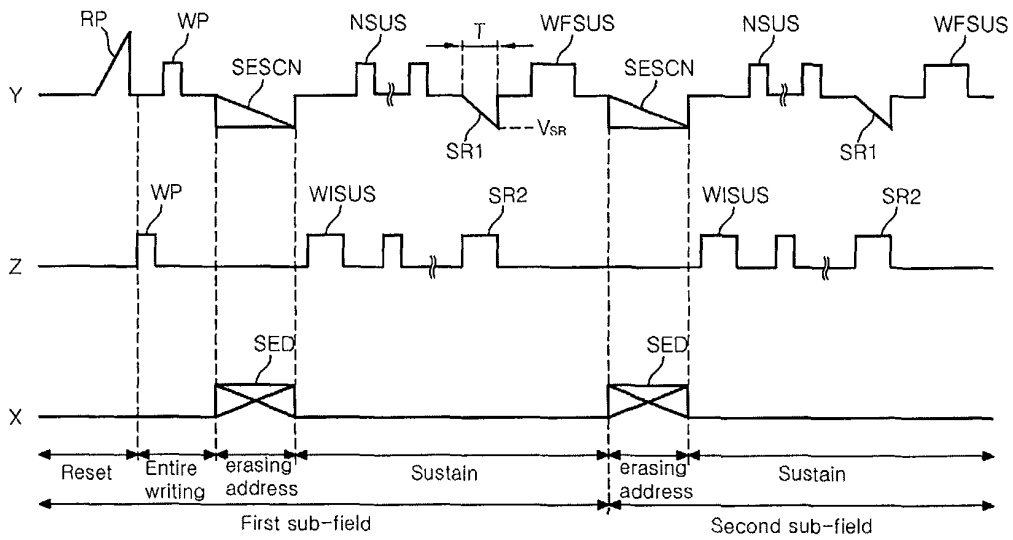 RP
WP
SESCN
NSUS
T
WFSUS
SESCN
NSUS
WFSUS
Y
SR1
VSR
SR1
WP
WISUS
SR2
WISUS
SR2
Z
SED
SED
X
Reset
Entire
writing
erasing
address
Sustain
erasing
address
Sustain
First sub-field
Second sub-field